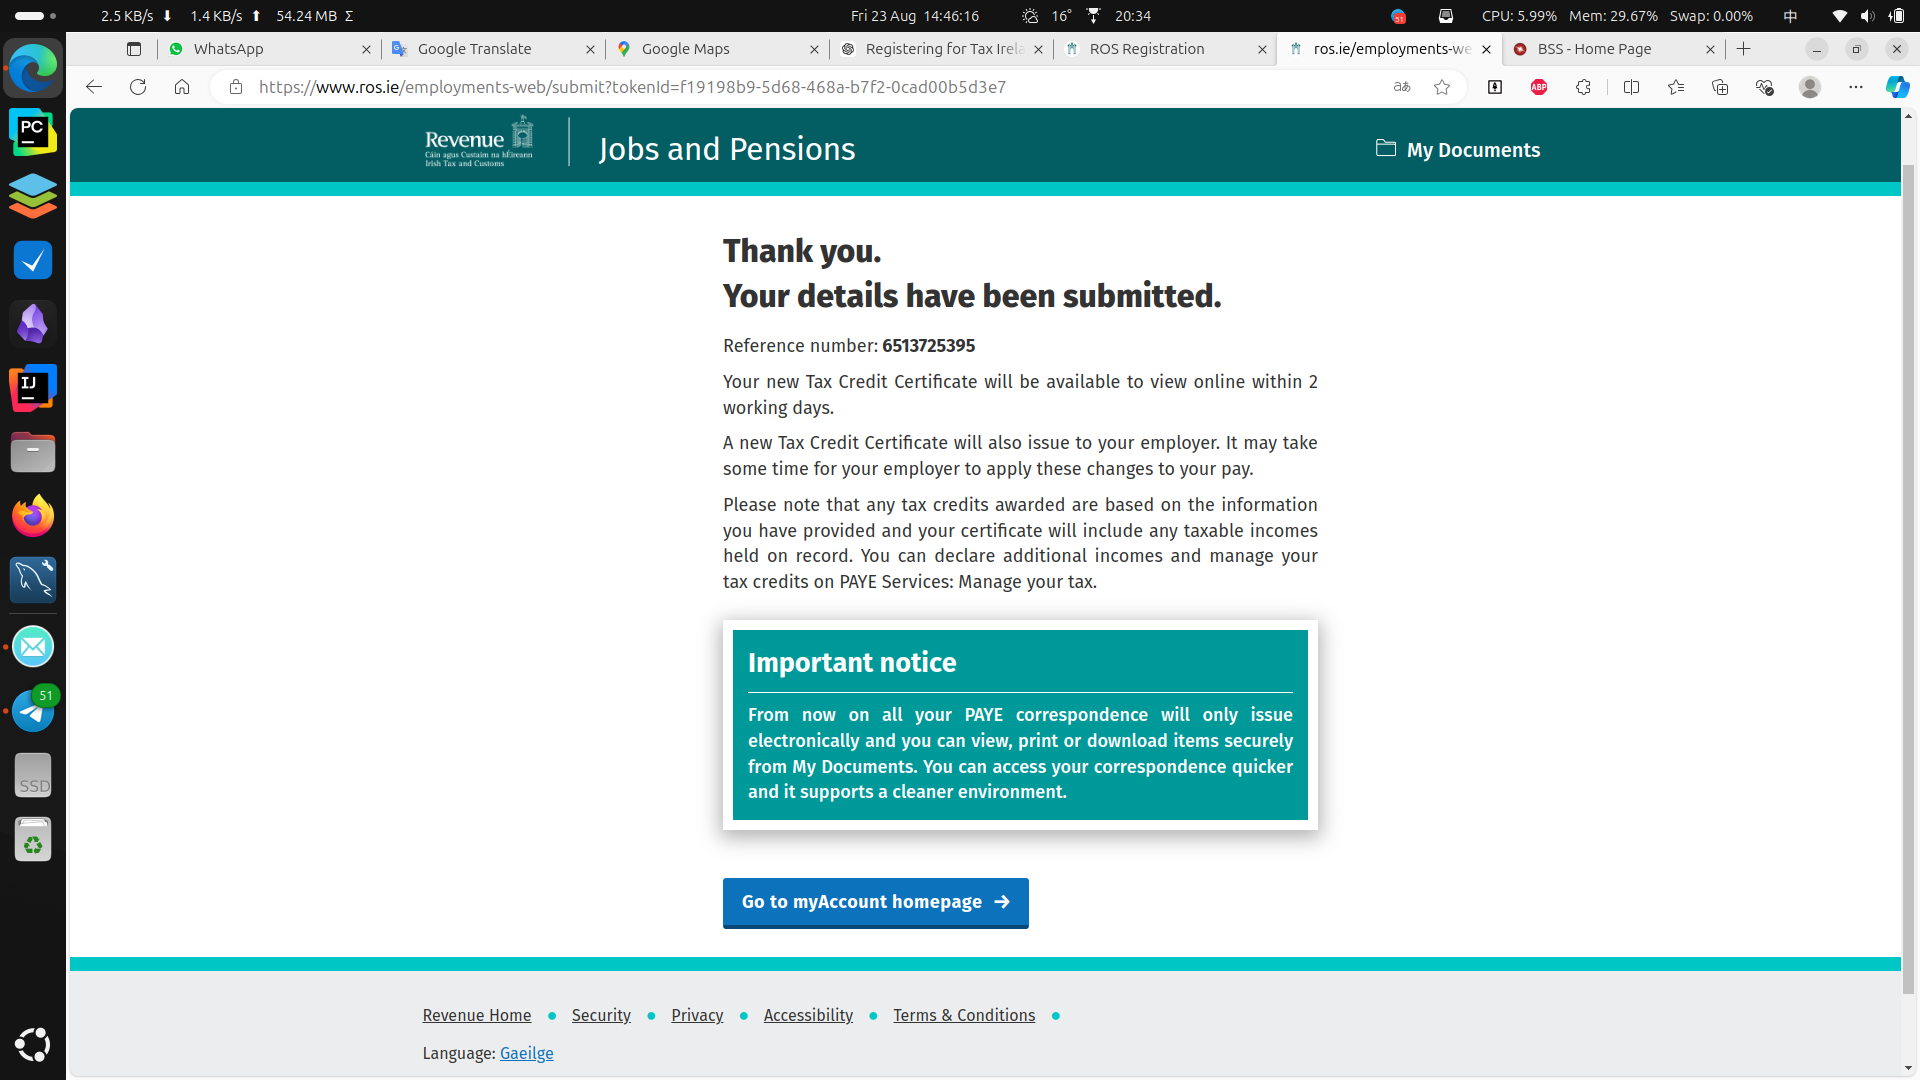 2.5 KB/s ⬇ 1.4 KB/s ⬆ 54.24 MB Σ Fri 23 Aug 14:46:16 16° 20:34 51 CPU: 5.99% Mem: 29.67% Swap: 0.00% 中
WhatsApp Google Translate Google Maps Registering for Tax Irela ROS Registration ros.ie/employments-we BSS - Home Page
https://www.ros.ie/employments-web/submit?tokenId=f19198b9-5d68-468a-b7f2-0cad00b5d3e7 aあ ABP
Revenue
Cáin agus Custaim na hÉireann
Irish Tax and Customs
Jobs and Pensions
My Documents
Thank you.
Your details have been submitted.
Reference number: 6513725395
Your new Tax Credit Certificate will be available to view online within 2
working days.
A new Tax Credit Certificate will also issue to your employer. It may take
some time for your employer to apply these changes to your pay.
Please note that any tax credits awarded are based on the information
you have provided and your certificate will include any taxable incomes
held on record. You can declare additional incomes and manage your
tax credits on PAYE Services: Manage your tax.
Important notice
From now on all your PAYE correspondence will only issue
electronically and you can view, print or download items securely
from My Documents. You can access your correspondence quicker
and it supports a cleaner environment.
Go to myAccount homepage →
Revenue Home • Security • Privacy • Accessibility • Terms & Conditions •
Language: Gaeilge
PC
IJ
51
SSD